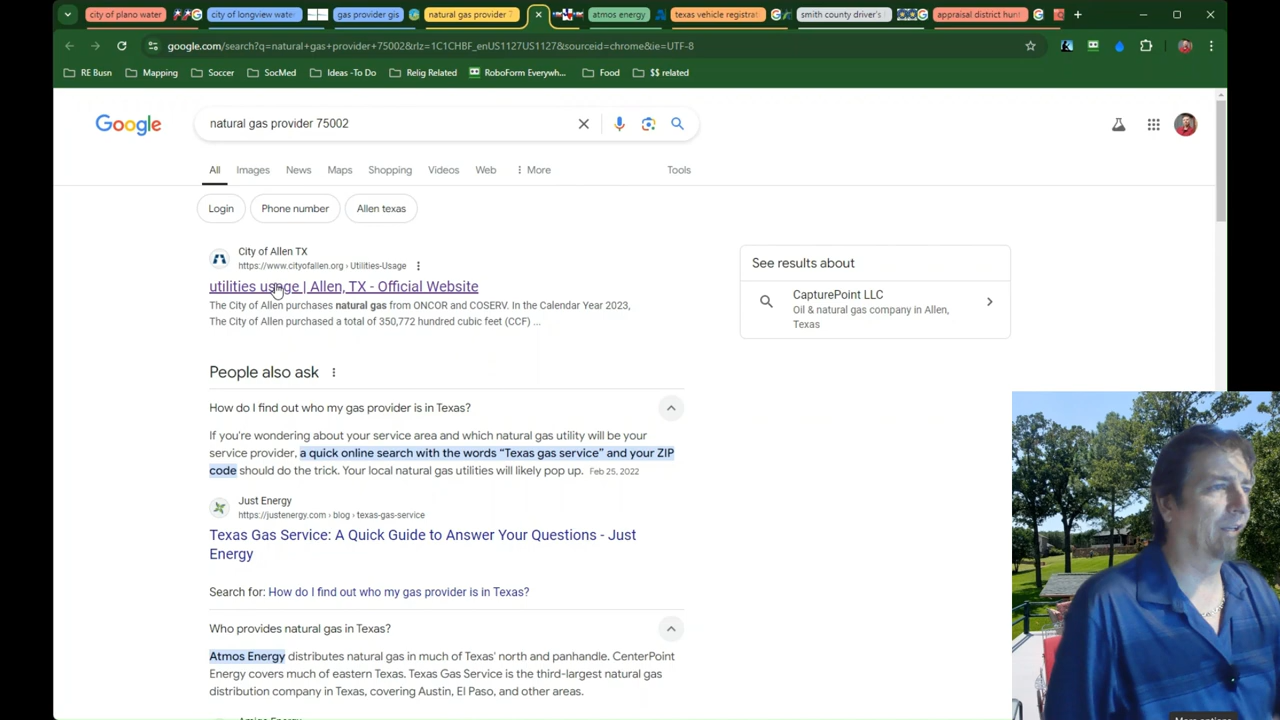 city of plano water
city of longview wate
gas provider gis
natural gas provider 7
atmos energy
texas vehicle registrat
smith county driver's
appraisal district hunt
google.com/search?q=natural+gas+provider+75002&rlz=1C1CHBF_enUS1127US1127&sourceid=chrome&ie=UTF-8
RE Busn
Mapping
Soccer
SocMed
Ideas -To Do
Relig Related
RoboForm Everywh...
Food
$$ related
Google
natural gas provider 75002
All
Images
News
Maps
Shopping
Videos
Web
More
Tools
Login
Phone number
Allen texas
City of Allen TX
https://www.cityofallen.org › Utilities-Usage
utilities usage | Allen, TX - Official Website
The City of Allen purchases natural gas from ONCOR and COSERV. In the Calendar Year 2023,
The City of Allen purchased a total of 350,772 hundred cubic feet (CCF) ...
See results about
CapturePoint LLC
Oil & natural gas company in Allen,
Texas
People also ask
How do I find out who my gas provider is in Texas?
If you're wondering about your service area and which natural gas utility will be your
service provider, a quick online search with the words “Texas gas service” and your ZIP
code should do the trick. Your local natural gas utilities will likely pop up. Feb 25, 2022
Just Energy
https://justenergy.com › blog › texas-gas-service
Texas Gas Service: A Quick Guide to Answer Your Questions - Just
Energy
Search for: How do I find out who my gas provider is in Texas?
Who provides natural gas in Texas?
Atmos Energy distributes natural gas in much of Texas' north and panhandle. CenterPoint
Energy covers much of eastern Texas. Texas Gas Service is the third-largest natural gas
distribution company in Texas, covering Austin, El Paso, and other areas.